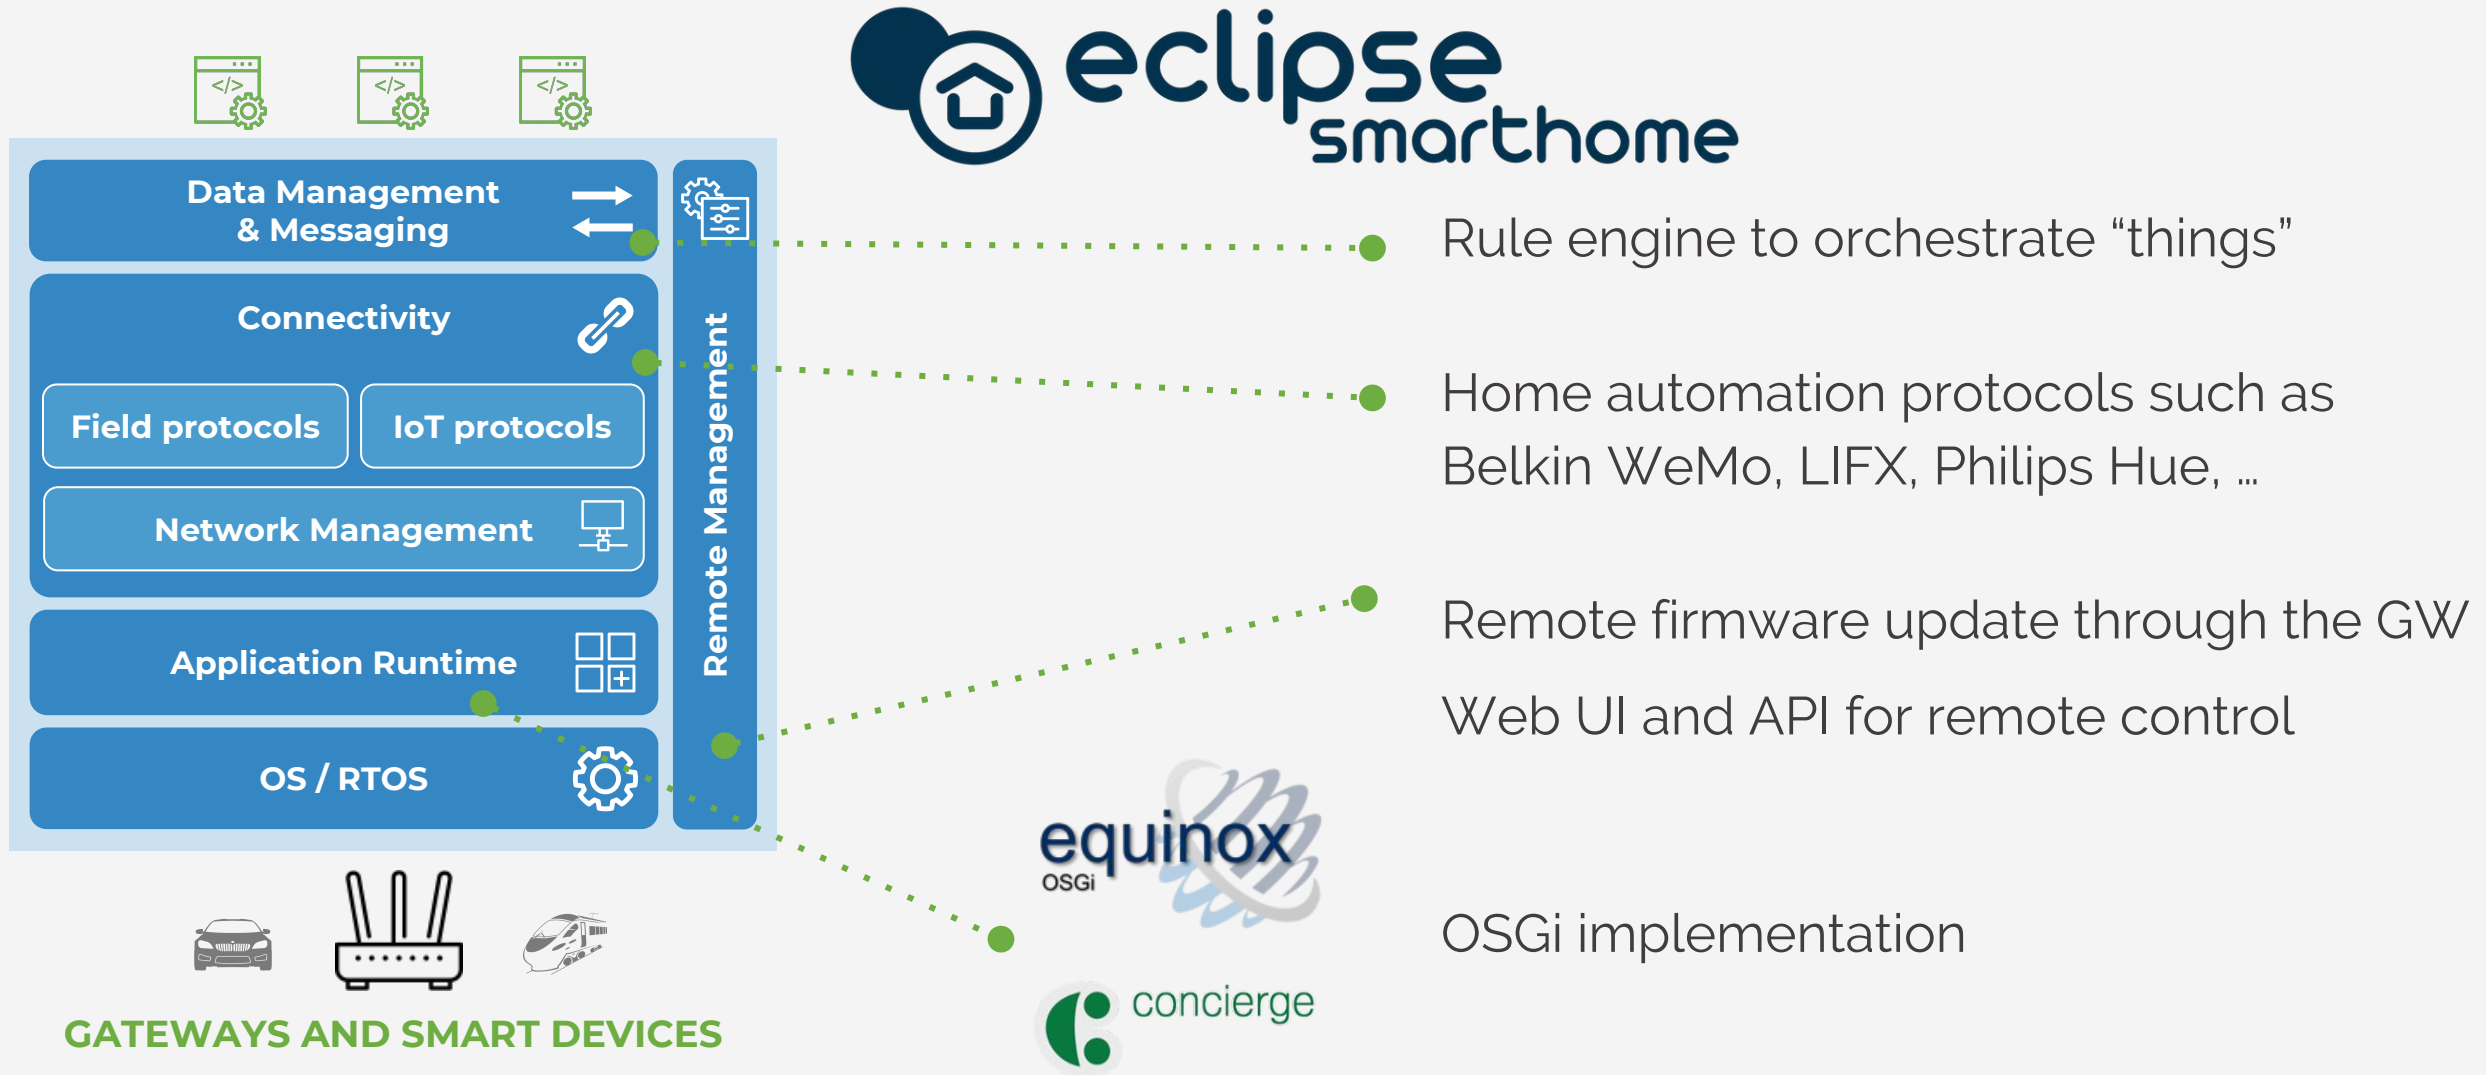 eclipse
smarthome
</>
</>
</>
Data Management
& Messaging
Connectivity
Field protocols
IoT protocols
Network Management
Application Runtime
OS / RTOS
Remote Management
GATEWAYS AND SMART DEVICES
Rule engine to orchestrate “things”
Home automation protocols such as
Belkin WeMo, LIFX, Philips Hue, ...
Remote firmware update through the GW
Web UI and API for remote control
equinox
OSGi
OSGi implementation
concierge